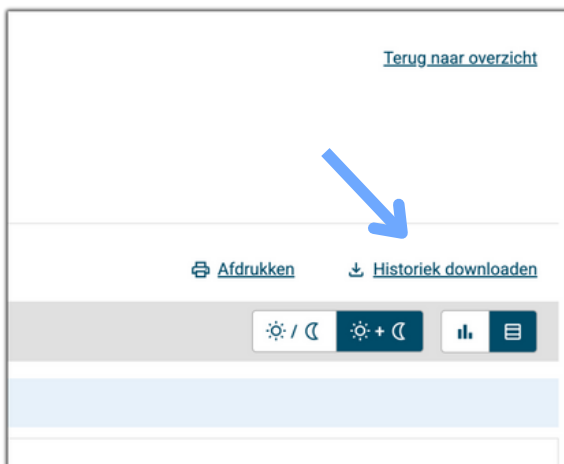 Terug naar overzicht
Afdrukken
Historiek downloaden
/
+